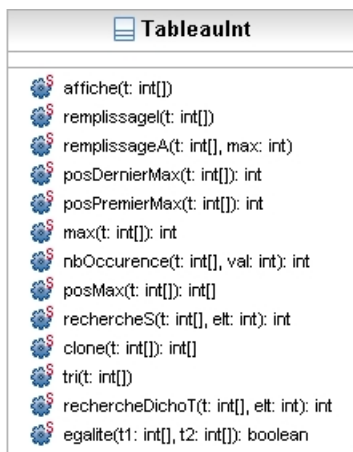 TableauInt
S affiche(t: int[])
S remplissageI(t: int[])
S remplissageA(t: int[], max: int)
S posDernierMax(t: int[]): int
S posPremierMax(t: int[]): int
S max(t: int[]): int
S nbOccurence(t: int[], val: int): int
S posMax(t: int[]): int[]
S rechercheS(t: int[], elt: int): int
S clone(t: int[]): int[]
S tri(t: int[])
S rechercheDichoT(t: int[], elt: int): int
S egalite(t1: int[], t2: int[]): boolean